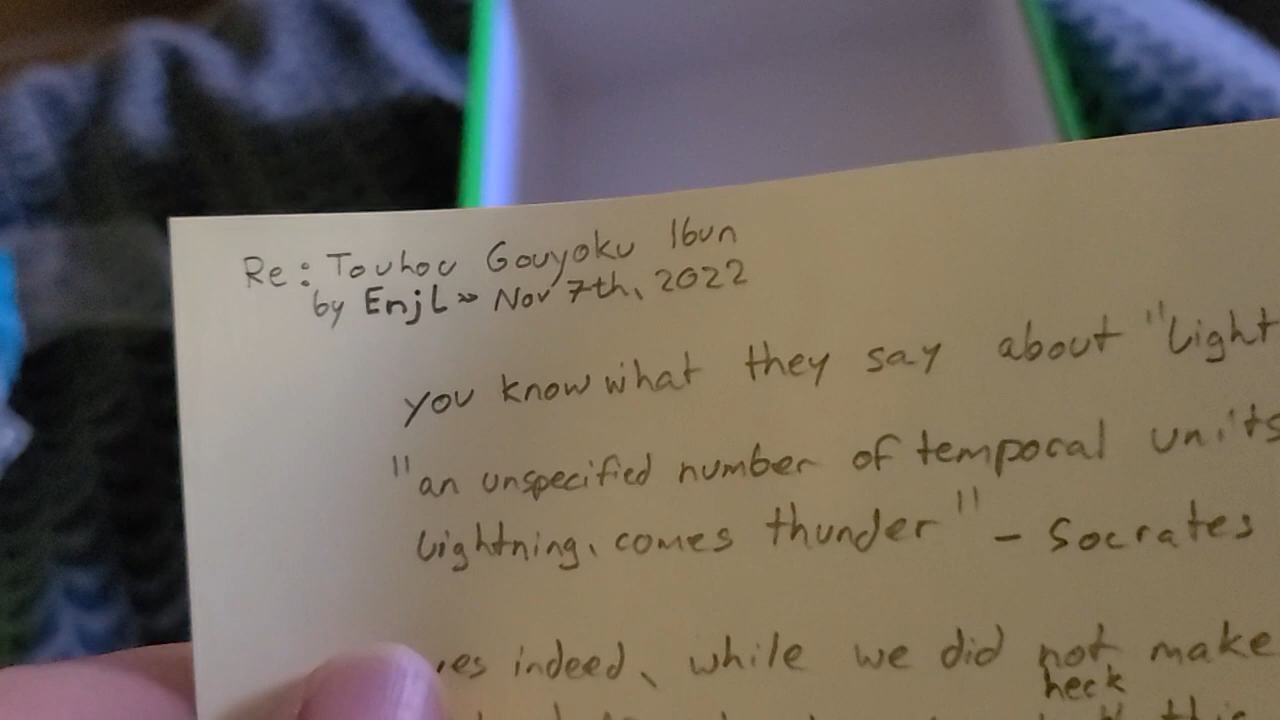 Re: Touhou Gouyoku Ibun
by EnjL » Nov 7th, 2022
you know what they say about "Light
"an unspecified number of temporal units
lightning, comes thunder" - Socrates
yes indeed, while we did not make
heck